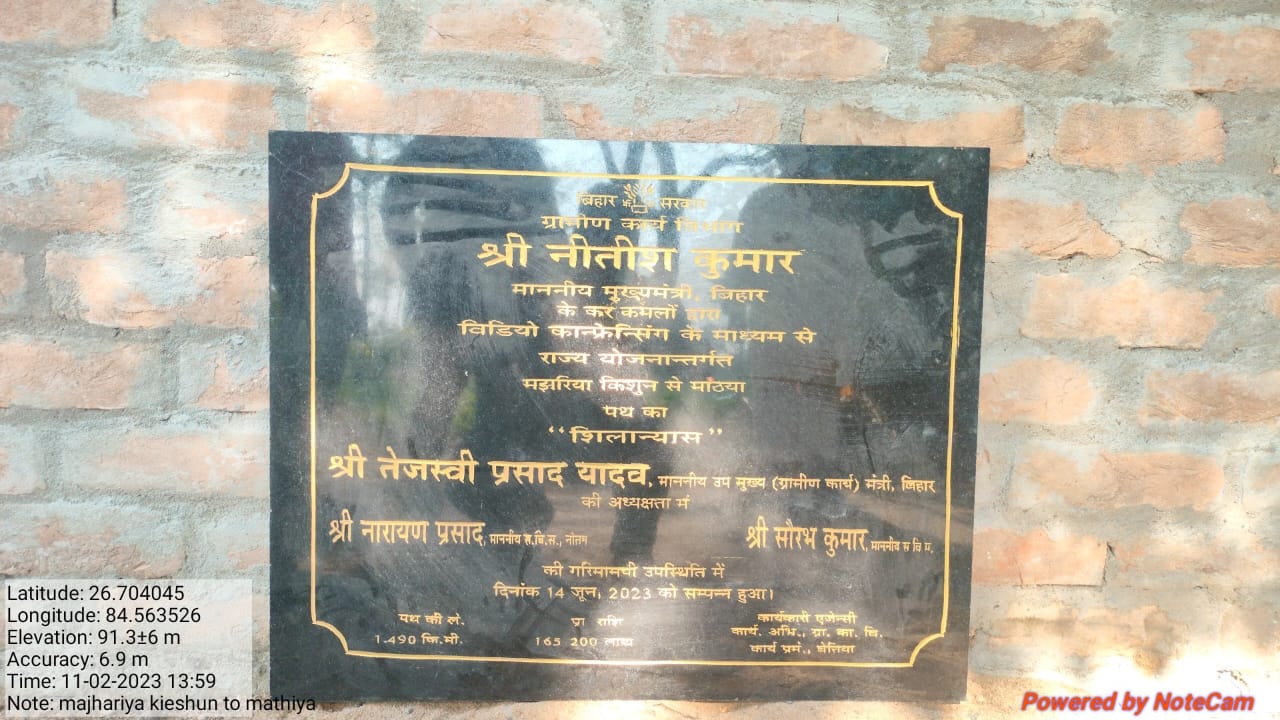 बिहार सरकार
ग्रामीण कार्य विभाग
श्री नीतीश कुमार
माननीय मुख्यमंत्री, बिहार
के कर कमलों द्वारा
विडियो कान्फ्रेन्सिंग के माध्यम से
राज्य योजनान्तर्गत
मझरिया किशुन से मठिया
पथ का
“शिलान्यास”
श्री तेजस्वी प्रसाद यादव, माननीय उप मुख्य (ग्रामीण कार्य) मंत्री, बिहार
की अध्यक्षता में
श्री नारायण प्रसाद, माननीय स.वि.स., नौतन श्री सौरभ कुमार, माननीय स वि प.
की गरिमामयी उपस्थिति में
दिनांक 14 जून, 2023 को सम्पन्न हुआ।
पथ की लं. प्रा राशि कार्यकारी एजेन्सी
1.490 कि.मी. 165 200 लाख कार्य. अभि., ग्रा. का. वि.
कार्य प्रमं., बेतिया
Latitude: 26.704045
Longitude: 84.563526
Elevation: 91.3±6 m
Accuracy: 6.9 m
Time: 11-02-2023 13:59
Note: majhariya kieshun to mathiya
Powered by NoteCam